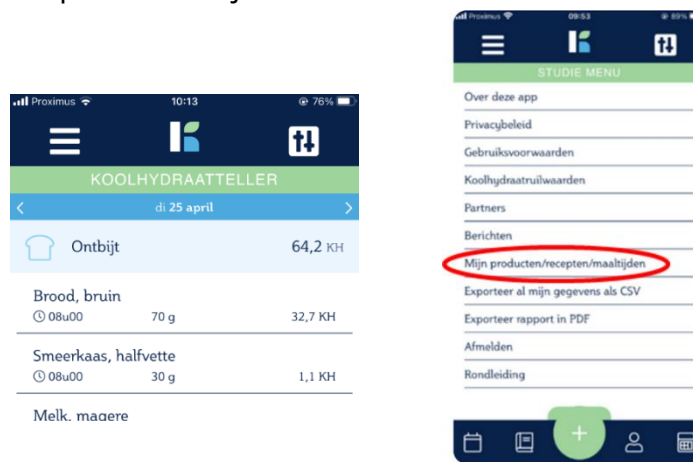 Proximus 10:13 76%
KOOLHYDRAATTELLER
di 25 april
Ontbijt 64,2 KH
Brood, bruin
08u00 70 g 32,7 KH
Smeerkaas, halfvette
08u00 30 g 1,1 KH
Melk, magere
Proximus 09:53 89%
STUDIE MENU
Over deze app
Privacybeleid
Gebruiksvoorwaarden
Koolhydraatruilwaarden
Partners
Berichten
Mijn producten/recepten/maaltijden
Exporteer al mijn gegevens als CSV
Exporteer rapport in PDF
Afmelden
Rondleiding